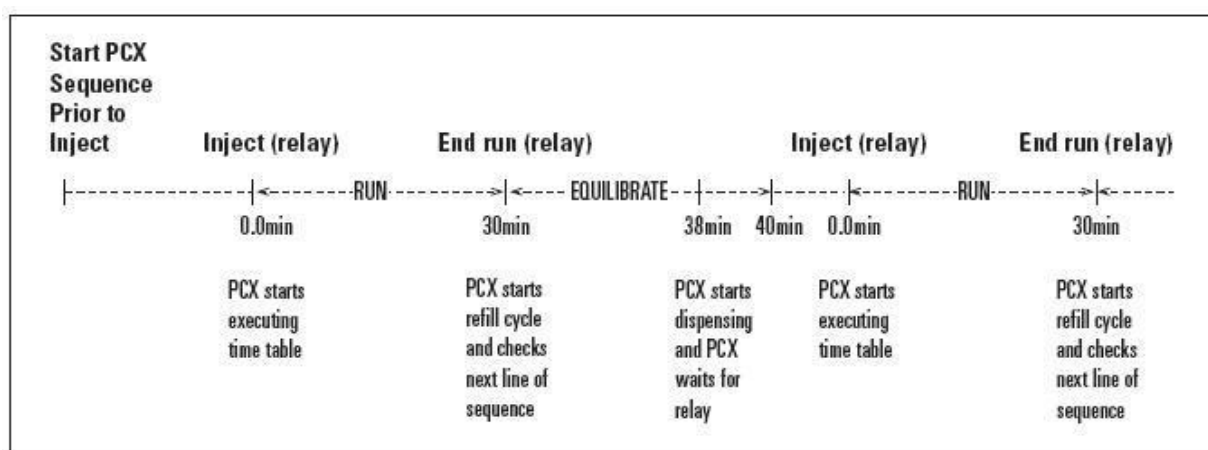 Start PCX
Sequence
Prior to
Inject
Inject (relay)
End run (relay)
Inject (relay)
End run (relay)
RUN
EQUILIBRATE
RUN
0.0min
30min
38min
40min
0.0min
30min
PCX starts
executing
time table
PCX starts
refill cycle
and checks
next line of
sequence
PCX starts
dispensing
and PCX
waits for
relay
PCX starts
executing
time table
PCX starts
refill cycle
and checks
next line of
sequence